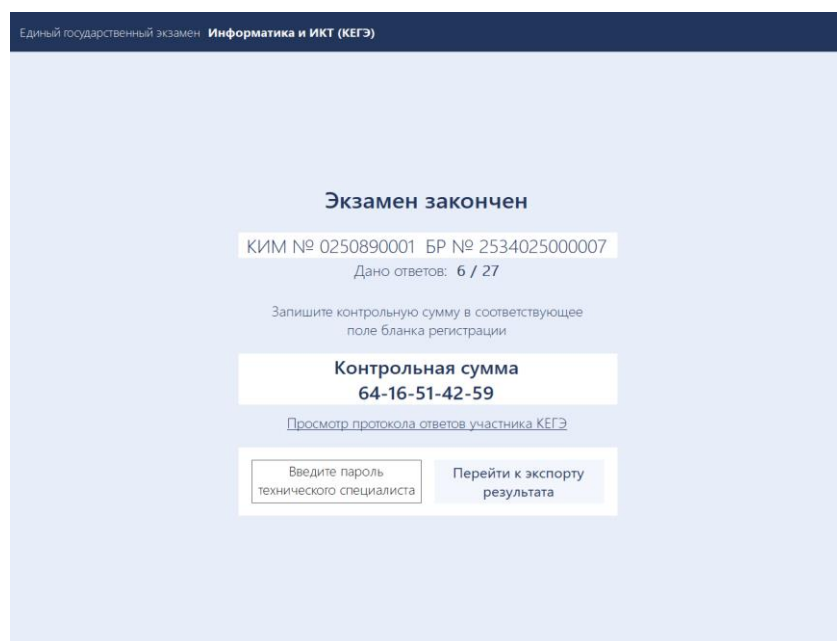 Единый государственный экзамен Информатика и ИКТ (КЕГЭ)
Экзамен закончен
КИМ № 0250890001 БР № 2534025000007
Дано ответов: 6 / 27
Запишите контрольную сумму в соответствующее
поле бланка регистрации
Контрольная сумма
64-16-51-42-59
Просмотр протокола ответов участника КЕГЭ
Введите пароль
технического специалиста
Перейти к экспорту
результата